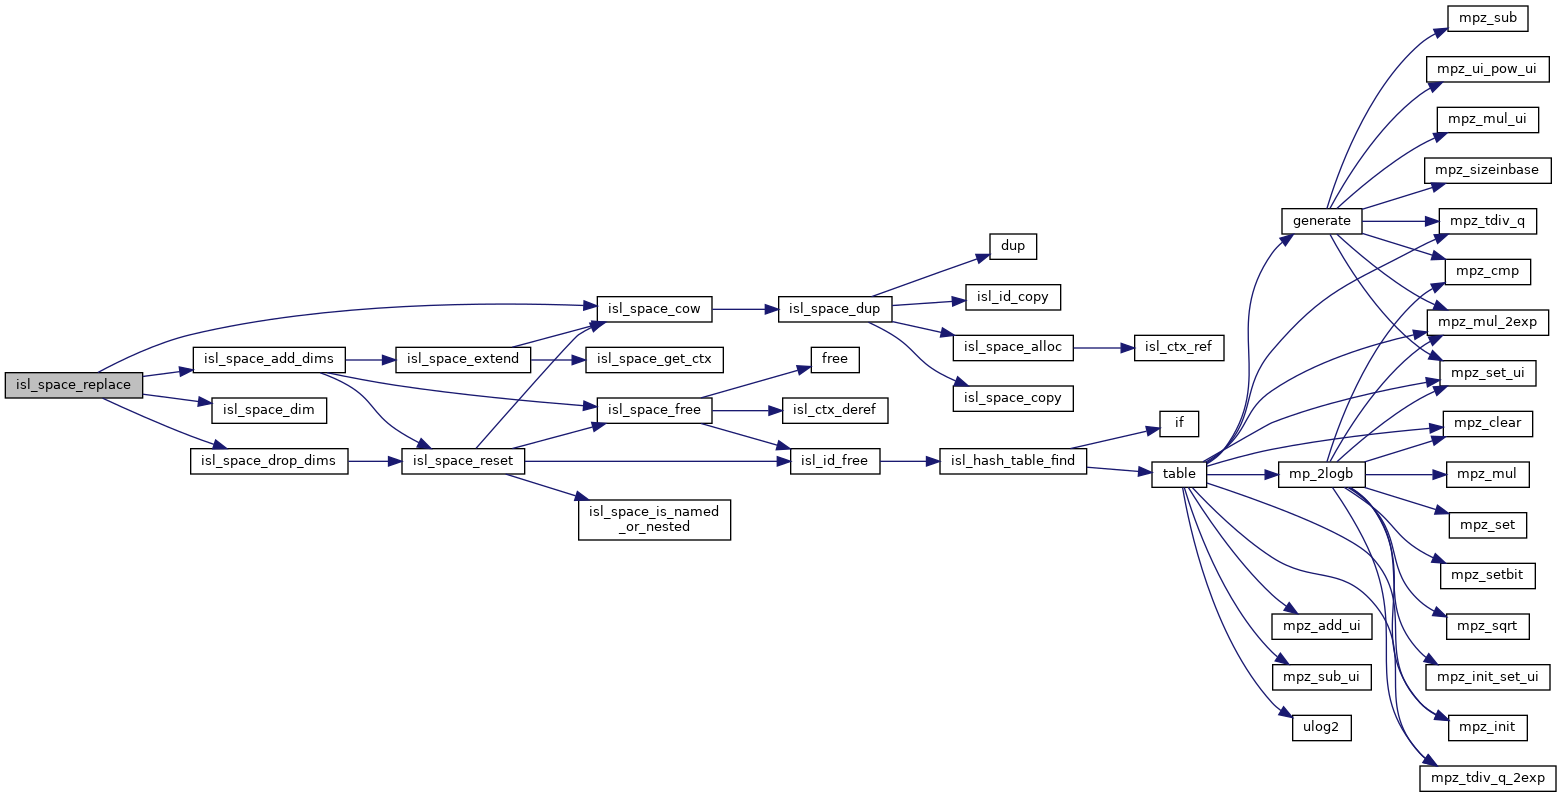 isl_space_replace
isl_space_add_dims
isl_space_dim
isl_space_drop_dims
isl_space_extend
isl_space_reset
isl_space_cow
isl_space_get_ctx
isl_space_free
isl_space_is_named
_or_nested
isl_space_dup
free
isl_ctx_deref
isl_id_free
dup
isl_id_copy
isl_space_alloc
isl_space_copy
isl_hash_table_find
isl_ctx_ref
if
table
generate
mp_2logb
mpz_add_ui
mpz_sub_ui
ulog2
mpz_sub
mpz_ui_pow_ui
mpz_mul_ui
mpz_sizeinbase
mpz_tdiv_q
mpz_cmp
mpz_mul_2exp
mpz_set_ui
mpz_clear
mpz_mul
mpz_set
mpz_setbit
mpz_sqrt
mpz_init_set_ui
mpz_init
mpz_tdiv_q_2exp